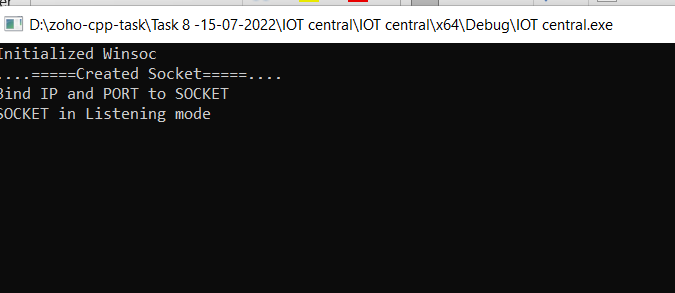 er
D:\zoho-cpp-task\Task 8 -15-07-2022\IOT central\IOT central\x64\Debug\IOT central.exe
Initialized Winsoc
....=====Created Socket=====....
Bind IP and PORT to SOCKET
SOCKET in Listening mode